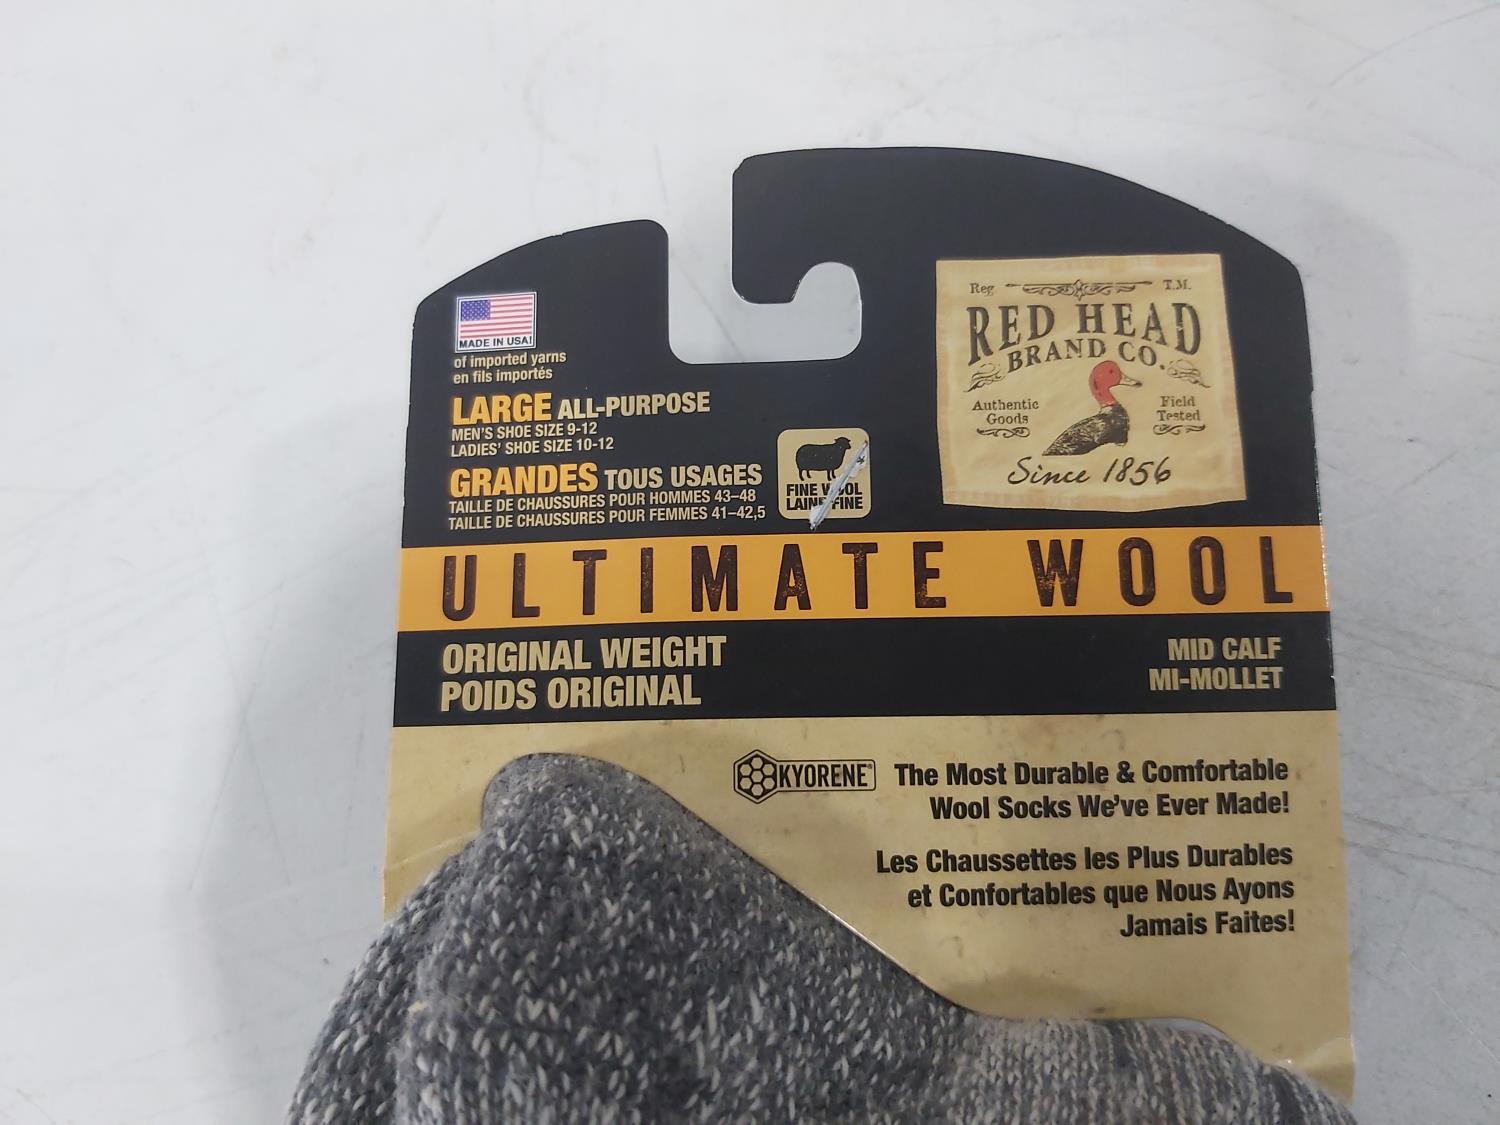 MADE IN USA!
of imported yarns
en fils importés
LARGE ALL-PURPOSE
MEN'S SHOE SIZE 9-12
LADIES' SHOE SIZE 10-12
GRANDES TOUS USAGES
TAILLE DE CHAUSSURES POUR HOMMES 43–48
TAILLE DE CHAUSSURES POUR FEMMES 41–42,5
FINE WOOL
LAINE FINE
Reg T.M.
RED HEAD
BRAND CO.
Authentic
Goods
Field
Tested
Since 1856
ULTIMATE WOOL
ORIGINAL WEIGHT
POIDS ORIGINAL
MID CALF
MI-MOLLET
KYORENE®
The Most Durable & Comfortable
Wool Socks We've Ever Made!
Les Chaussettes les Plus Durables
et Confortables que Nous Ayons
Jamais Faites!